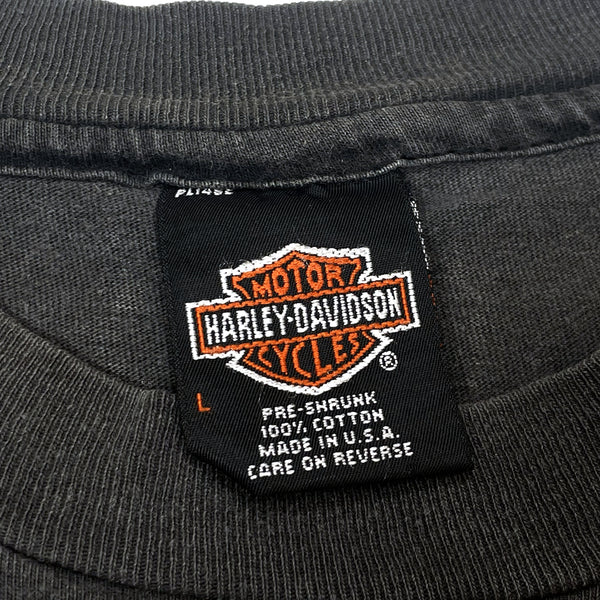 MOTOR
HARLEY-DAVIDSON
CYCLES
®
L
PRE-SHRUNK
100% COTTON
MADE IN U.S.A.
CARE ON REVERSE